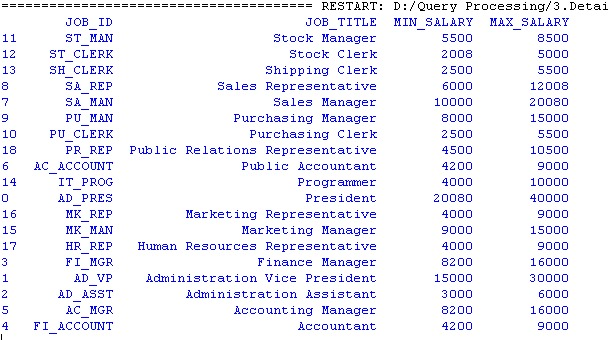 ========================================= RESTART: D:/Query Processing/3.Detai
JOB_ID JOB_TITLE MIN_SALARY MAX_SALARY
11 ST_MAN Stock Manager 5500 8500
12 ST_CLERK Stock Clerk 2008 5000
13 SH_CLERK Shipping Clerk 2500 5500
8 SA_REP Sales Representative 6000 12008
7 SA_MAN Sales Manager 10000 20080
9 PU_MAN Purchasing Manager 8000 15000
10 PU_CLERK Purchasing Clerk 2500 5500
18 PR_REP Public Relations Representative 4500 10500
6 AC_ACCOUNT Public Accountant 4200 9000
14 IT_PROG Programmer 4000 10000
0 AD_PRES President 20080 40000
16 MK_REP Marketing Representative 4000 9000
15 MK_MAN Marketing Manager 9000 15000
17 HR_REP Human Resources Representative 4000 9000
3 FI_MGR Finance Manager 8200 16000
1 AD_VP Administration Vice President 15000 30000
2 AD_ASST Administration Assistant 3000 6000
5 AC_MGR Accounting Manager 8200 16000
4 FI_ACCOUNT Accountant 4200 9000